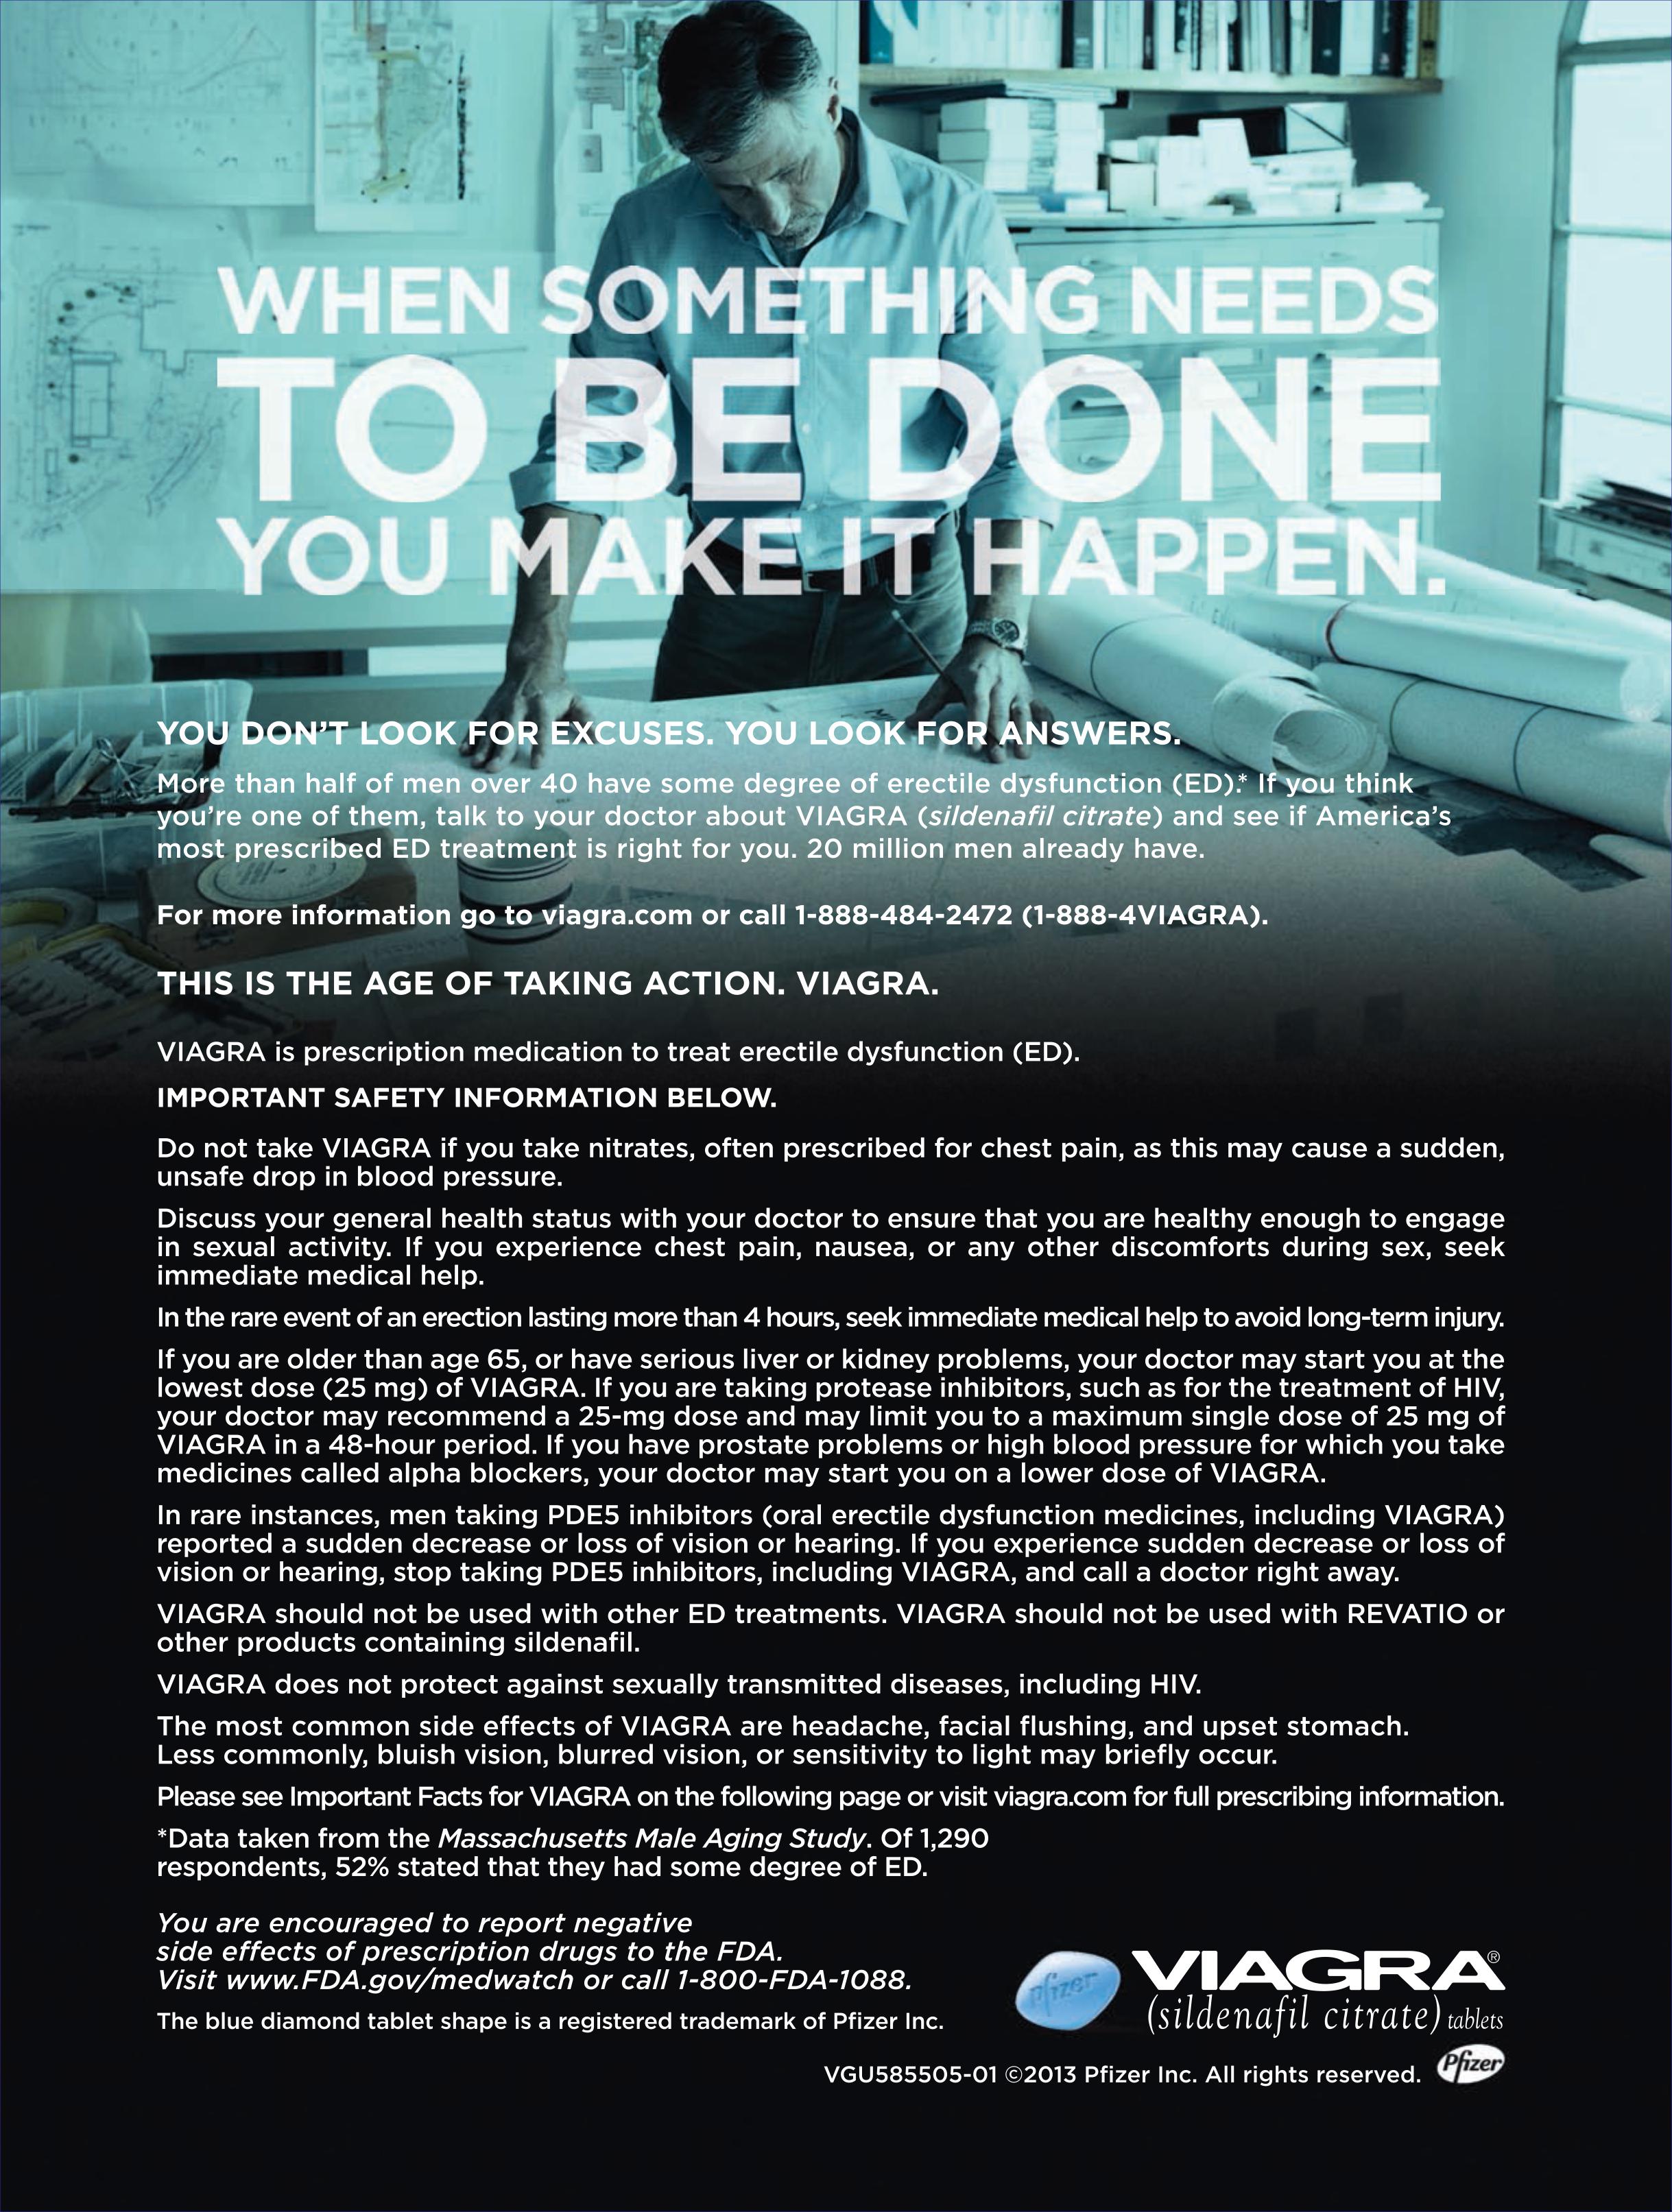 WHEN SOMETHING NEEDS
TO BE DONE
YOU MAKE IT HAPPEN.
YOU DON'T LOOK FOR EXCUSES. YOU LOOK FOR ANSWERS.
More than half of men over 40 have some degree of erectile dysfunction (ED).* If you think
you're one of them, talk to your doctor about VIAGRA (sildenafil citrate) and see if America's
most prescribed ED treatment is right for you. 20 million men already have.
For more information go to viagra.com or call 1-888-484-2472 (1-888-4VIAGRA).
THIS IS THE AGE OF TAKING ACTION. VIAGRA.
VIAGRA is prescription medication to treat erectile dysfunction (ED).
IMPORTANT SAFETY INFORMATION BELOW.
Do not take VIAGRA if you take nitrates, often prescribed for chest pain, as this may cause a sudden,
unsafe drop in blood pressure.
Discuss your general health status with your doctor to ensure that you are healthy enough to engage
in sexual activity. If you experience chest pain, nausea, or any other discomforts during sex, seek
immediate medical help.
In the rare event of an erection lasting more than 4 hours, seek immediate medical help to avoid long-term injury.
If you are older than age 65, or have serious liver or kidney problems, your doctor may start you at the
lowest dose (25 mg) of VIAGRA. If you are taking protease inhibitors, such as for the treatment of HIV,
your doctor may recommend a 25-mg dose and may limit you to a maximum single dose of 25 mg of
VIAGRA in a 48-hour period. If you have prostate problems or high blood pressure for which you take
medicines called alpha blockers, your doctor may start you on a lower dose of VIAGRA.
In rare instances, men taking PDE5 inhibitors (oral erectile dysfunction medicines, including VIAGRA)
reported a sudden decrease or loss of vision or hearing. If you experience sudden decrease or loss of
vision or hearing, stop taking PDE5 inhibitors, including VIAGRA, and call a doctor right away.
VIAGRA should not be used with other ED treatments. VIAGRA should not be used with REVATIO or
other products containing sildenafil.
VIAGRA does not protect against sexually transmitted diseases, including HIV.
The most common side effects of VIAGRA are headache, facial flushing, and upset stomach.
Less commonly, bluish vision, blurred vision, or sensitivity to light may briefly occur.
Please see Important Facts for VIAGRA on the following page or visit viagra.com for full prescribing information.
*Data taken from the Massachusetts Male Aging Study. Of 1,290
respondents, 52% stated that they had some degree of ED.
You are encouraged to report negative
side effects of prescription drugs to the FDA.
Visit www.FDA.gov/medwatch or call 1-800-FDA-1088.
The blue diamond tablet shape is a registered trademark of Pfizer Inc.
pfizer
VIAGRA®
(sildenafil citrate) tablets
VGU585505-01 ©2013 Pfizer Inc. All rights reserved.
Pfizer